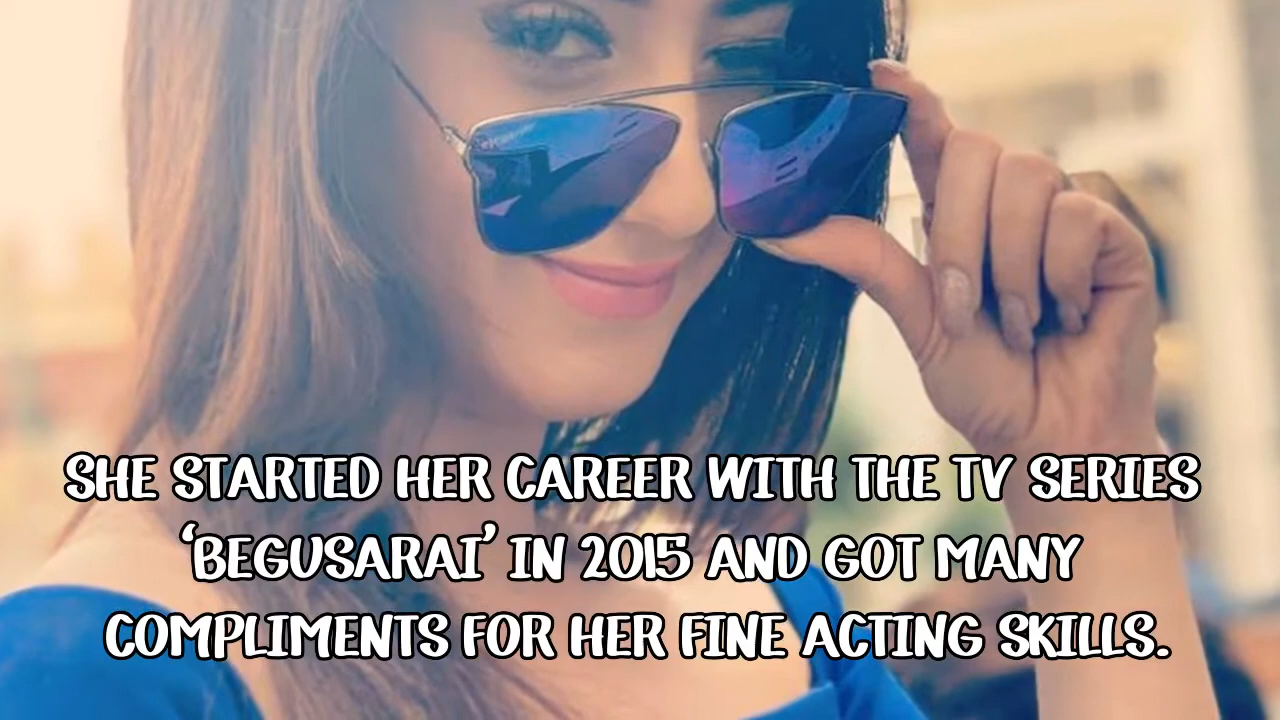 SHE STARTED HER CAREER WITH THE TV SERIES
‘BEGUSARAI’ IN 2015 AND GOT MANY
COMPLIMENTS FOR HER FINE ACTING SKILLS.